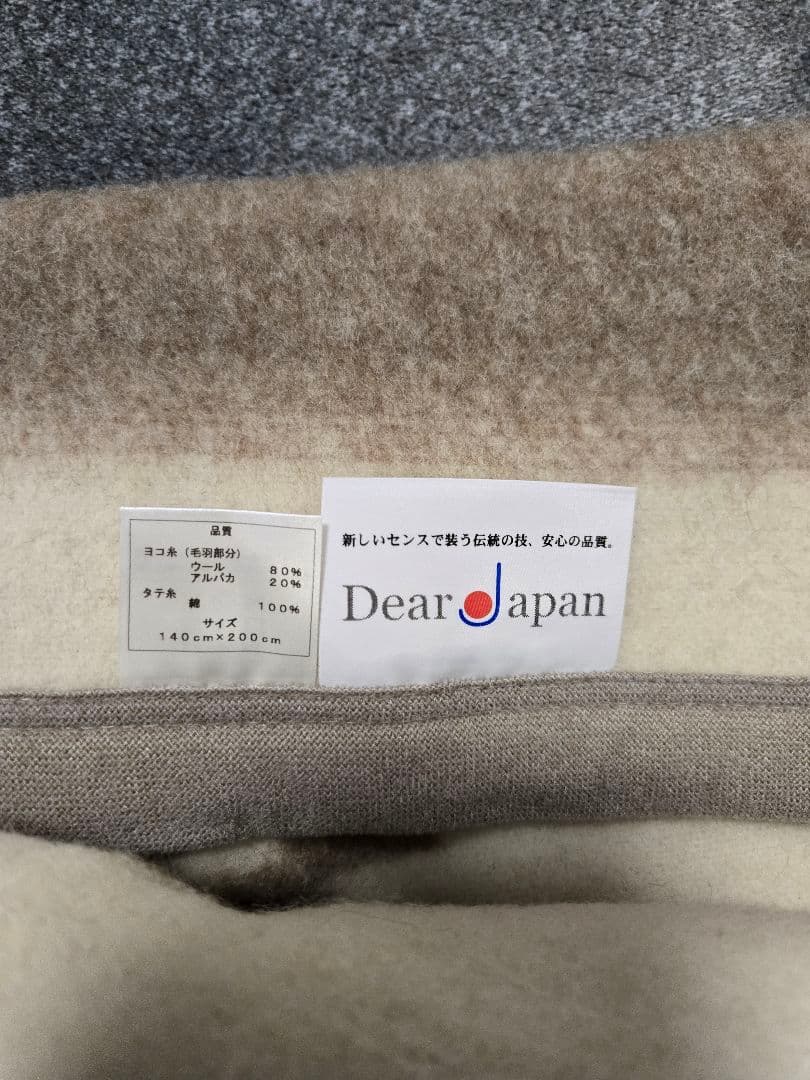 品質
ヨコ糸（毛羽部分）
ウール 80%
アルパカ 20%
タテ糸
綿 100%
サイズ
140cm×200cm
新しいセンスで装う伝統の技、安心の品質。
Dear Japan